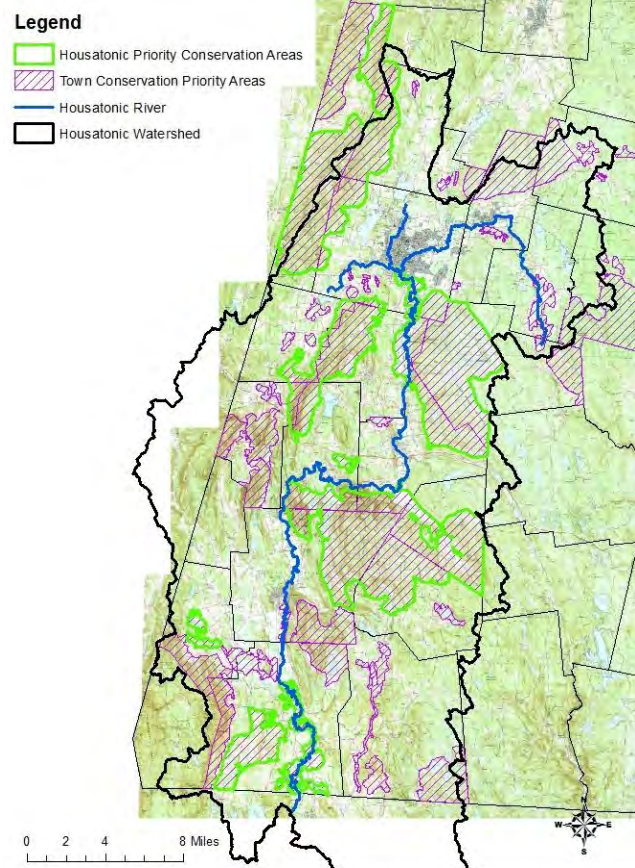 Legend
Housatonic Priority Conservation Areas
Town Conservation Priority Areas
Housatonic River
Housatonic Watershed
0 2 4 8 Miles
N
W E
S